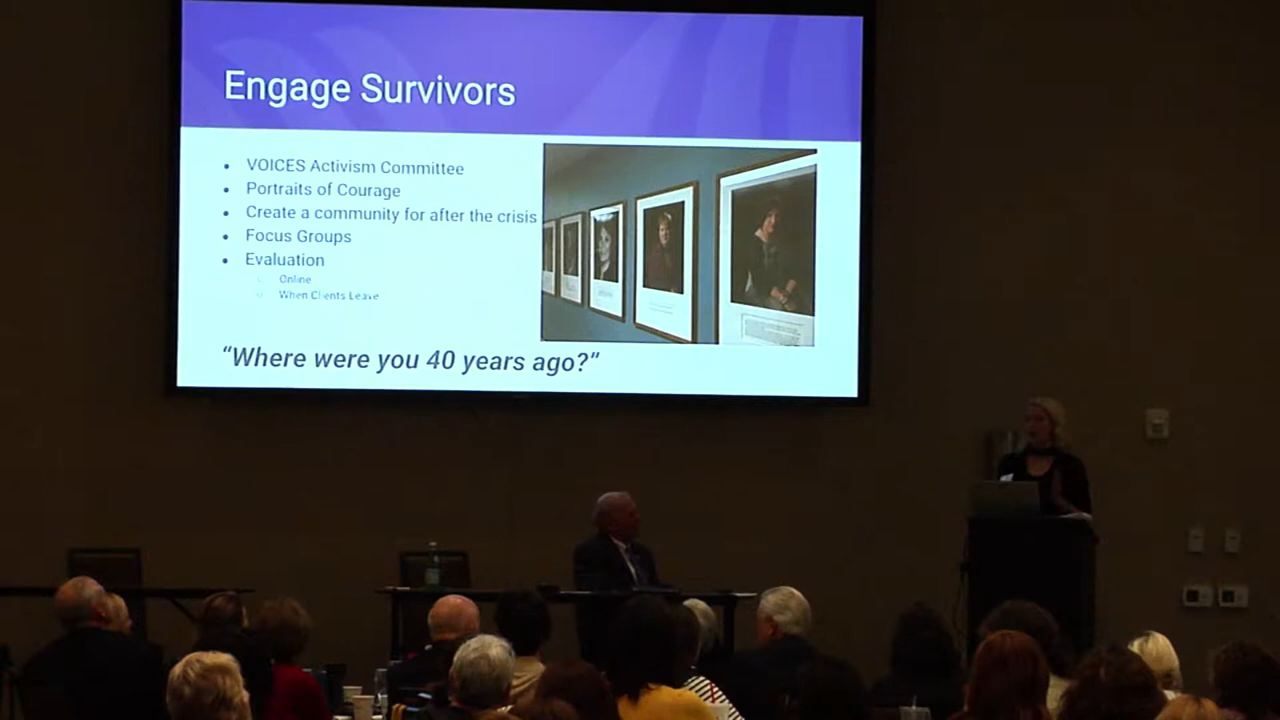 Engage Survivors
VOICES Activism Committee
Portraits of Courage
Create a community for after the crisis
Focus Groups
Evaluation
Online
When Clients Leave
“Where were you 40 years ago?”